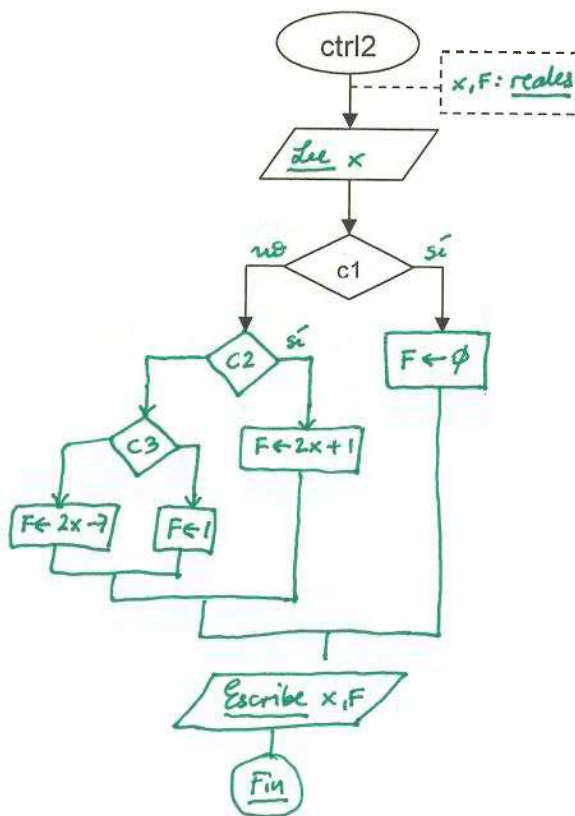 ctrl2
x, F: reales
Lee x
no
c1
sí
C2
sí
F←ϕ
C3
F←2x+1
F←2x-7
F←1
Escribe x, F
Fin